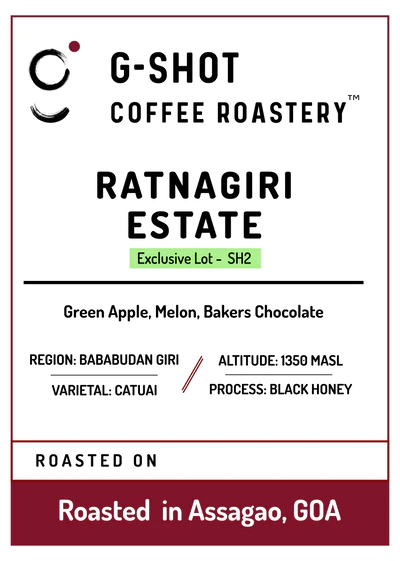 G-SHOT
COFFEE ROASTERY™
RATNAGIRI
ESTATE
Exclusive Lot - SH2
Green Apple, Melon, Bakers Chocolate
REGION: BABABUDAN GIRI
VARIETAL: CATUAI
ALTITUDE: 1350 MASL
PROCESS: BLACK HONEY
ROASTED ON
Roasted in Assagao, GOA